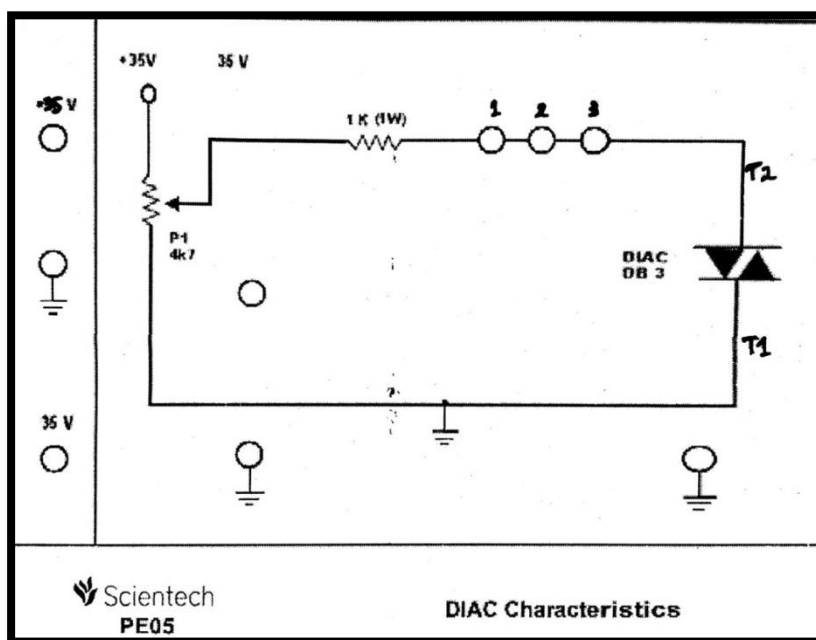 +35V 35 V
+35 V
1 2 3
1 K (1W)
T2
P1
4k7
DIAC
DB 3
T1
35 V
Scientech
PE05
DIAC Characteristics